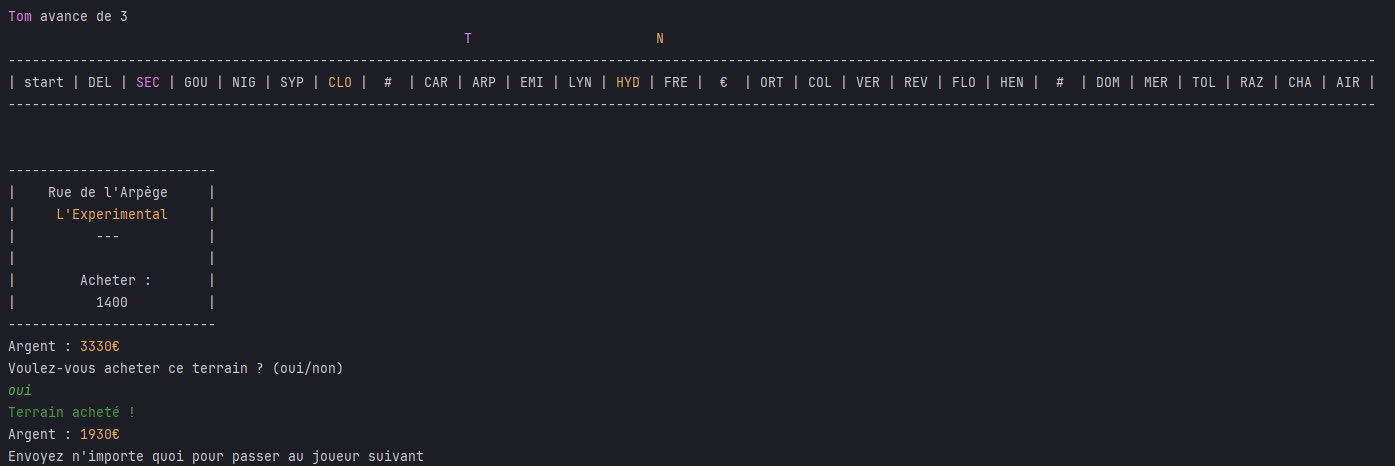 Tom avance de 3
T N
---------------------------------------------------------------------------------------------------------------------------------------------------------------------------
| start | DEL | SEC | GOU | NIG | SYP | CLO |  #  | CAR | ARP | EMI | LYN | HYD | FRE |  €  | ORT | COL | VER | REV | FLO | HEN |  #  | DOM | MER | TOL | RAZ | CHA | AIR |
---------------------------------------------------------------------------------------------------------------------------------------------------------------------------
--------------------------
|    Rue de l'Arpège     |
|     L'Experimental     |
|          ---           |
|                        |
|        Acheter :       |
|          1400          |
--------------------------
Argent : 3330€
Voulez-vous acheter ce terrain ? (oui/non)
oui
Terrain acheté !
Argent : 1930€
Envoyez n'importe quoi pour passer au joueur suivant